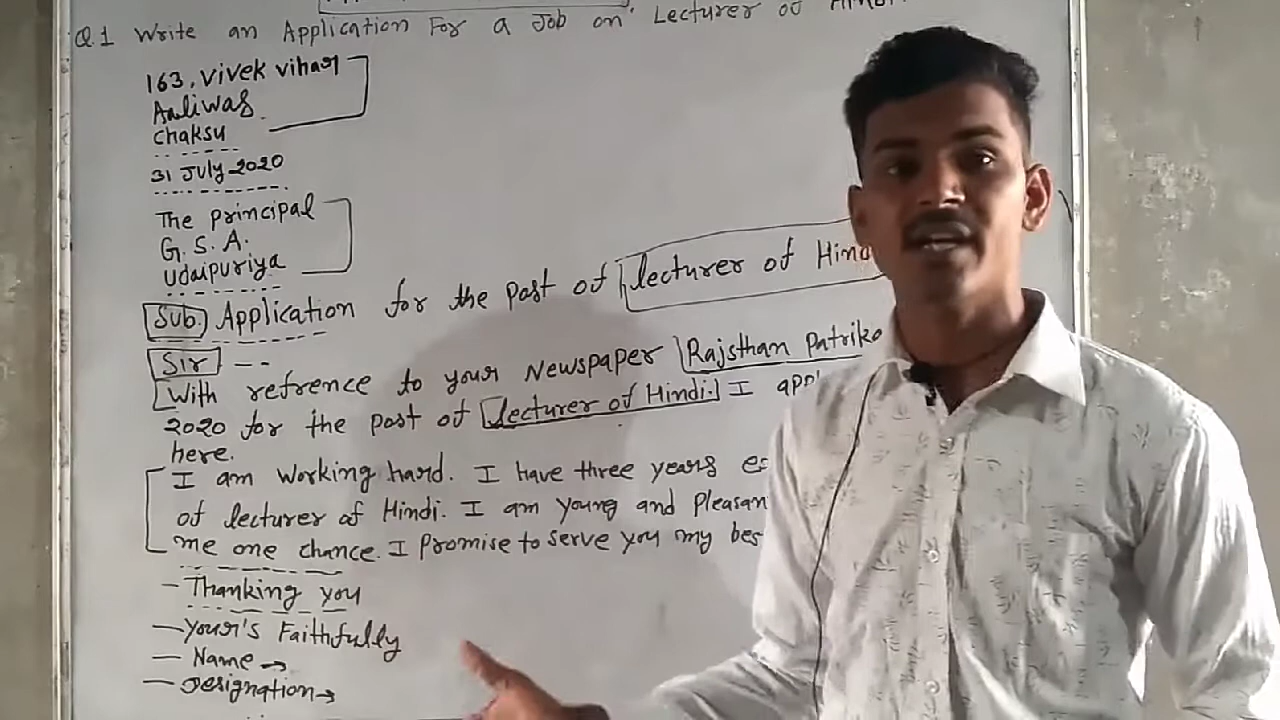 Q.1 Write an Application For a Job on Lecturer of Hindi
163, Vivek vihar
Aaliwas
Chaksu
31 July 2020
The principal
G. S. A.
Udaipuriya
Sub. Application for the Post of lecturer of Hind
Sir
With refrence to your Newspaper Rajsthan Patrika
2020 for the post of lecturer of Hindi. I app
here.
I am working hard. I have three years
of lecturer of Hindi. I am young and Pleasan
me one chance. I promise to serve you my bes
Thanking you
Your's Faithfully
Name →
Designation →